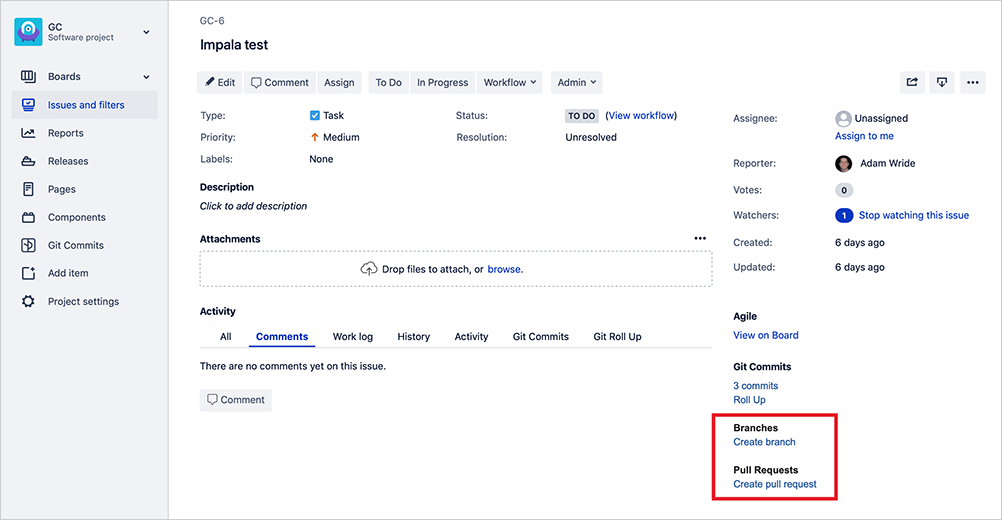 GC
Software project
Boards
Issues and filters
Reports
Releases
Pages
Components
Git Commits
Add item
Project settings
GC-6
Impala test
Edit Comment Assign To Do In Progress Workflow Admin
Type: Task Status: TO DO (View workflow)
Priority: Medium Resolution: Unresolved
Labels: None
Description
Click to add description
Attachments
Drop files to attach, or browse.
Activity
All Comments Work log History Activity Git Commits Git Roll Up
There are no comments yet on this issue.
Comment
Assignee: Unassigned
Assign to me
Reporter: Adam Wride
Votes: 0
Watchers: 1 Stop watching this issue
Created: 6 days ago
Updated: 6 days ago
Agile
View on Board
Git Commits
3 commits
Roll Up
Branches
Create branch
Pull Requests
Create pull request